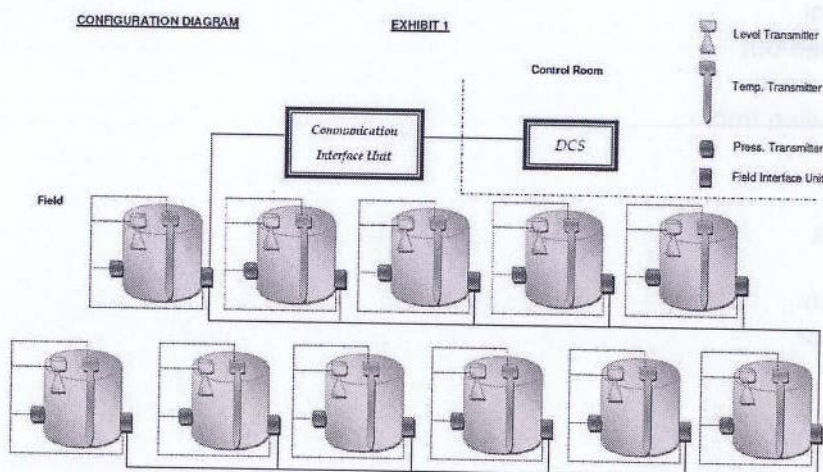 CONFIGURATION DIAGRAM
EXHIBIT 1
Level Transmitter
Control Room
Temp. Transmitter
Communication
Interface Unit
DCS
Press. Transmitter
Field Interface Unit
Field